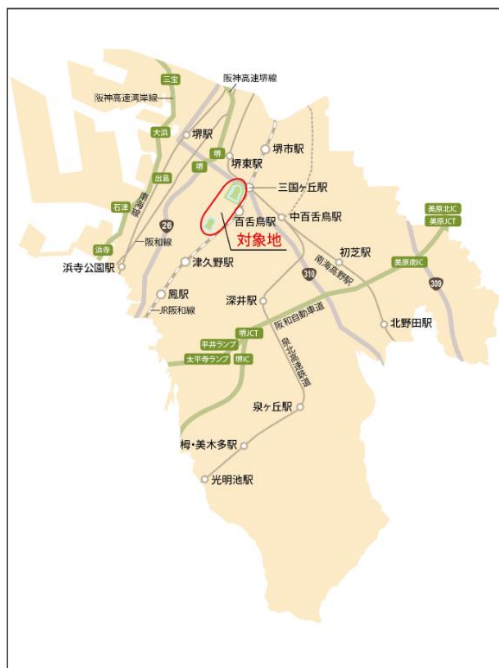 三宝
阪神高速堺線
阪神高速湾岸線
大浜
堺駅
堺
堺市駅
堺
堺東駅
出島
三国ヶ丘駅
石津
南海線
美原北IC
美原JCT
26
百舌鳥駅
中百舌鳥駅
対象地
浜寺
阪和線
初芝駅
南海高野線
美原南IC
浜寺公園駅
津久野駅
310
309
鳳駅
深井駅
JR阪和線
阪和自動車道
北野田駅
堺JCT
平井ランプ
太平寺ランプ
堺IC
泉北高速鉄道
泉ヶ丘駅
栂・美木多駅
光明池駅